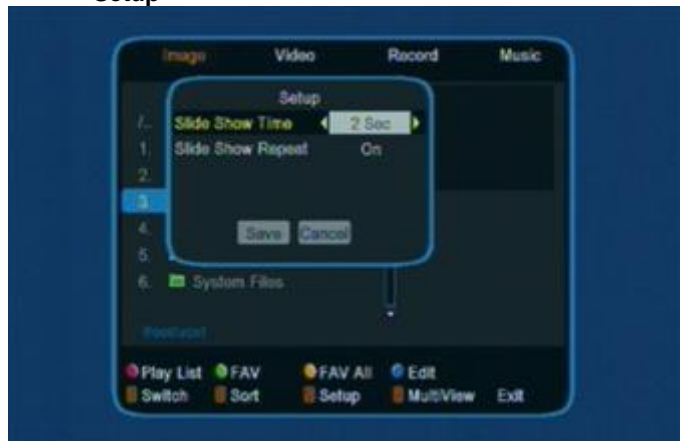 Setup
Image Video Record Music
Setup
/..
Slide Show Time 2 Sec
1. Slide Show Repeat On
2.
3.
4. Save Cancel
5.
6. System Files
Play List FAV FAV All Edit
Switch Sort Setup MultiView Exit